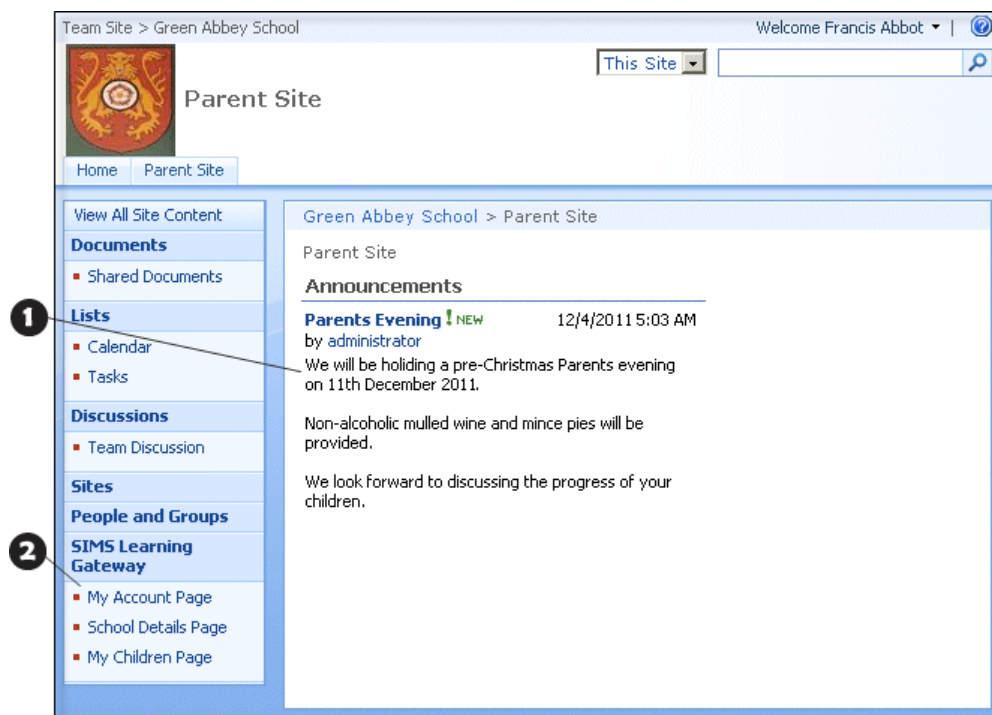 Team Site > Green Abbey School
Welcome Francis Abbot
This Site
Parent Site
Home
Parent Site
View All Site Content
Documents
Shared Documents
Lists
Calendar
Tasks
Discussions
Team Discussion
Sites
People and Groups
SIMS Learning
Gateway
My Account Page
School Details Page
My Children Page
Green Abbey School > Parent Site
Parent Site
Announcements
Parents Evening ! NEW 12/4/2011 5:03 AM
by administrator
We will be holiding a pre-Christmas Parents evening
on 11th December 2011.
Non-alcoholic mulled wine and mince pies will be
provided.
We look forward to discussing the progress of your
children.
1
2